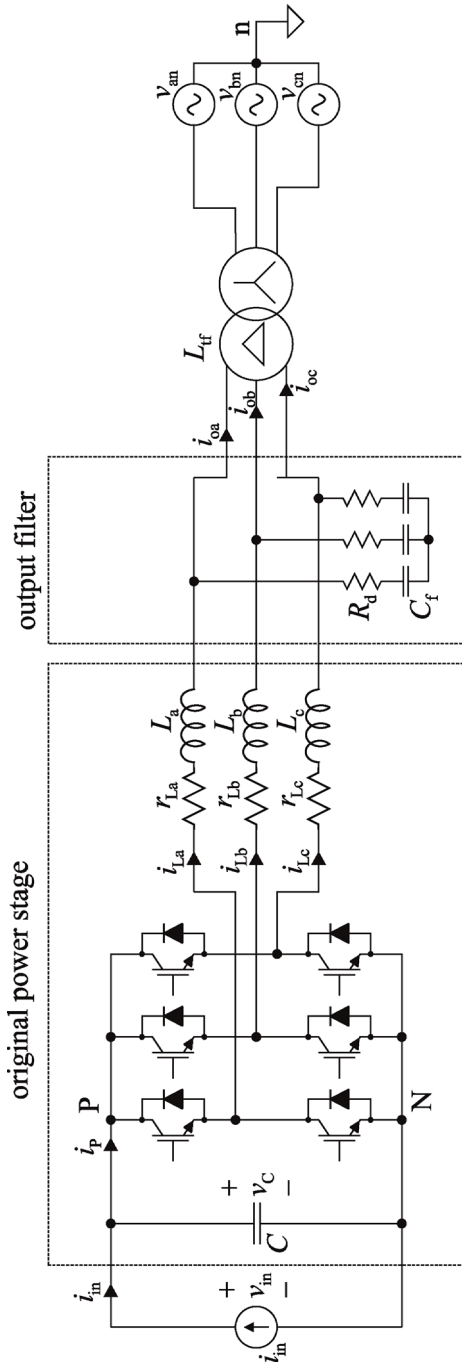 original power stage
output filter
i_in
i_P
P
i_La
r_La
L_a
i_oa
L_tf
v_an
n
v_in
+
−
i_in
C
v_C
+
−
i_Lb
r_Lb
L_b
i_ob
v_bn
N
i_Lc
r_Lc
L_c
i_oc
v_cn
R_d
C_f